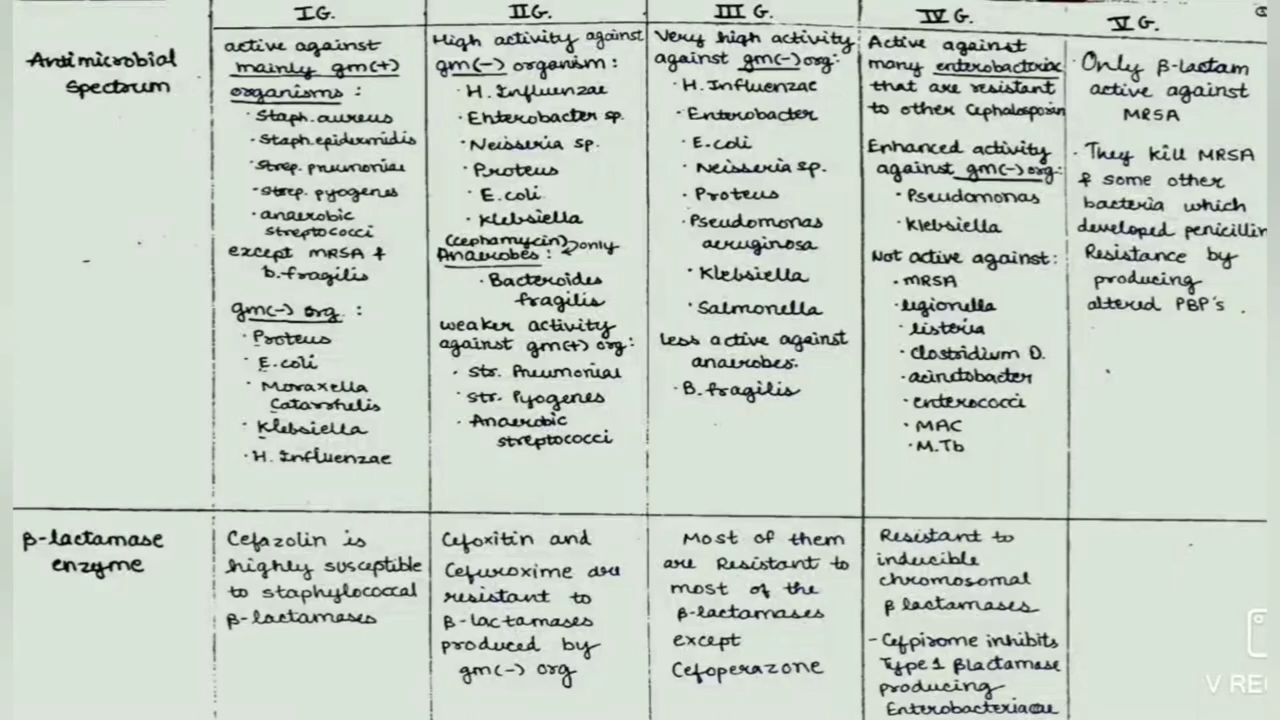 I G.
II G.
III G.
IV G.
V G.
Antimicrobial
Spectrum
active against
mainly gm(+)
organisms :
· Staph. aureus
· Staph. epidermidis
· Strep. pneumoniae
· Strep. pyogenes
· anaerobic
streptococci
except MRSA &
b. fragilis
gm(-) org :
· Proteus
· E. coli
· Moraxella
Catarrhelis
· Klebsiella
· H. Influenzae
High activity against
gm(-) organism :
· H. Influenzae
· Enterobacter sp.
· Neisseria sp.
· Proteus
· E. coli
· Klebsiella
(cephamycin) only
Anaerobes :
· Bacteroides
fragilis
weaker activity
against gm(+) org:
· Str. Pneumoniae
· Str. Pyogenes
· Anaerobic
streptococci
Very high activity
against gm(-) org:
· H. Influenzae
· Enterobacter
· E. coli
· Neisseria sp.
· Proteus
· Pseudomonas
aeruginosa
· Klebsiella
· Salmonella
less active against
anaerobes.
· B. fragilis
Active against
many enterobacteriae
that are resistant
to other Cephalosporin
Enhanced activity
against gm(-) org:
· Pseudomonas
· Klebsiella
Not active against :
· MRSA
· legionella
· listeria
· Clostridium D.
· acinetobacter
· enterococci
· MAC
· M.Tb
· Only β-lactam
active against
MRSA
· They kill MRSA
& some other
bacteria which
developed penicillin
Resistance by
producing
altered PBP's .
β-lactamase
enzyme
Cefazolin is
highly susceptible
to staphylococcal
β-lactamases
Cefoxitin and
Cefuroxime are
resistant to
β-lactamases
produced by
gm(-) org
Most of them
are Resistant to
most of the
β-lactamases
except
Cefoperazone
Resistant to
inducible
chromosomal
β lactamases
- Cefpirome inhibits
Type 1 βlactamase
producing
Enterobacteriaceae
V RE